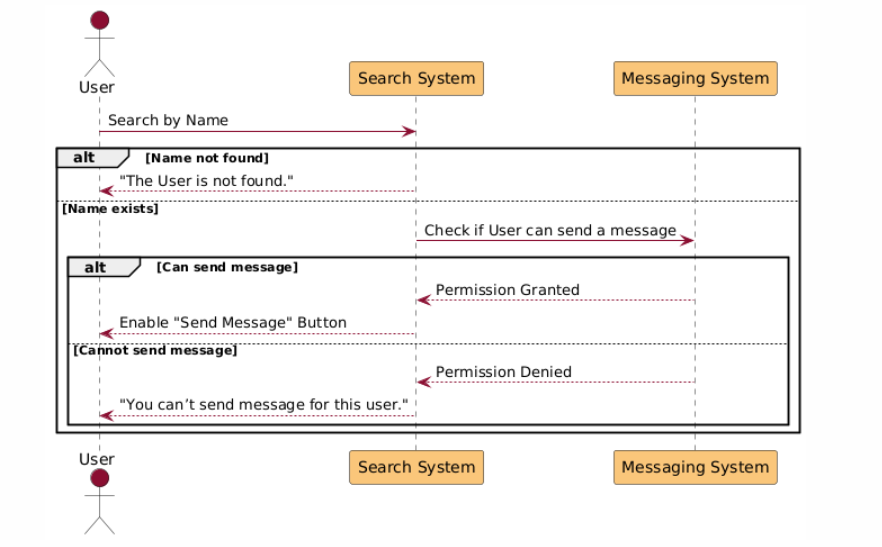 User
Search System
Messaging System
Search by Name
alt
[Name not found]
"The User is not found."
[Name exists]
Check if User can send a message
alt
[Can send message]
Permission Granted
Enable "Send Message" Button
[Cannot send message]
Permission Denied
"You can’t send message for this user."
User
Search System
Messaging System